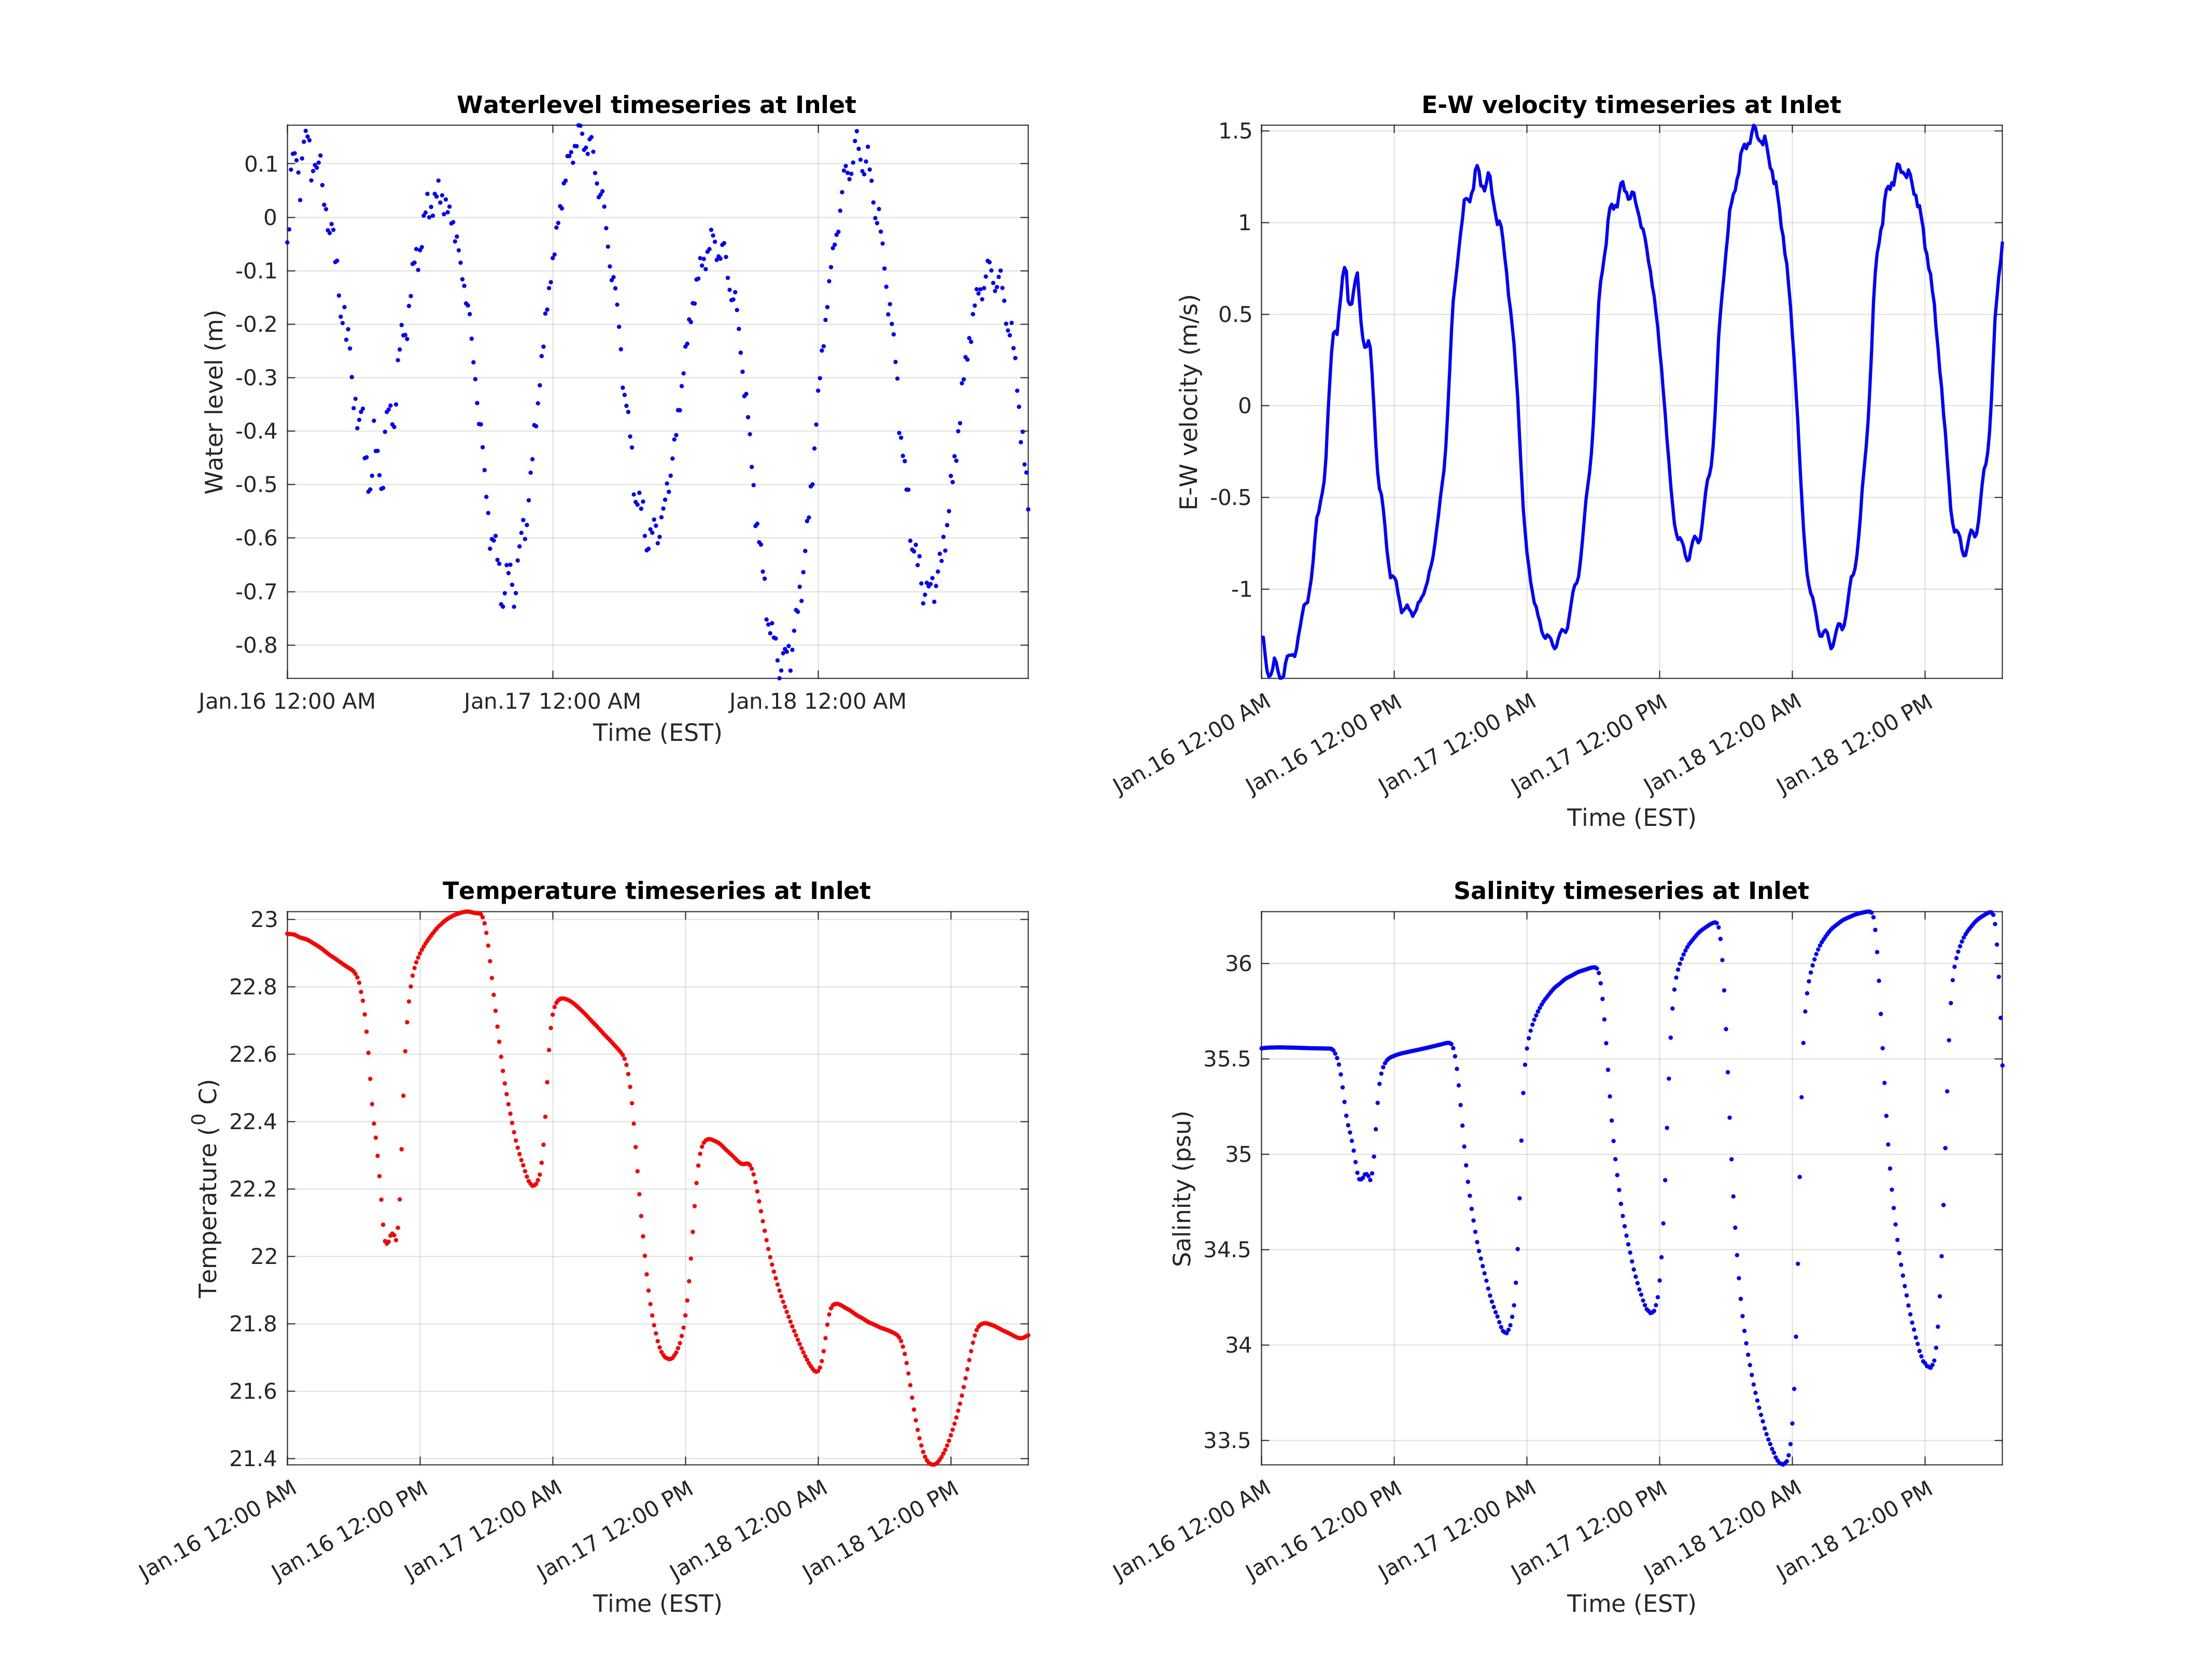 Waterlevel timeseries at Inlet
0.1
0
-0.1
-0.2
-0.3
-0.4
-0.5
-0.6
-0.7
-0.8
Water level (m)
Jan.16 12:00 AM Jan.17 12:00 AM Jan.18 12:00 AM
Time (EST)
E-W velocity timeseries at Inlet
1.5
1
0.5
0
-0.5
-1
E-W velocity (m/s)
Jan.16 12:00 AM Jan.16 12:00 PM Jan.17 12:00 AM Jan.17 12:00 PM Jan.18 12:00 AM Jan.18 12:00 PM
Time (EST)
Temperature timeseries at Inlet
23
22.8
22.6
22.4
22.2
22
21.8
21.6
21.4
Temperature (⁰ C)
Jan.16 12:00 AM Jan.16 12:00 PM Jan.17 12:00 AM Jan.17 12:00 PM Jan.18 12:00 AM Jan.18 12:00 PM
Time (EST)
Salinity timeseries at Inlet
36
35.5
35
34.5
34
33.5
Salinity (psu)
Jan.16 12:00 AM Jan.16 12:00 PM Jan.17 12:00 AM Jan.17 12:00 PM Jan.18 12:00 AM Jan.18 12:00 PM
Time (EST)